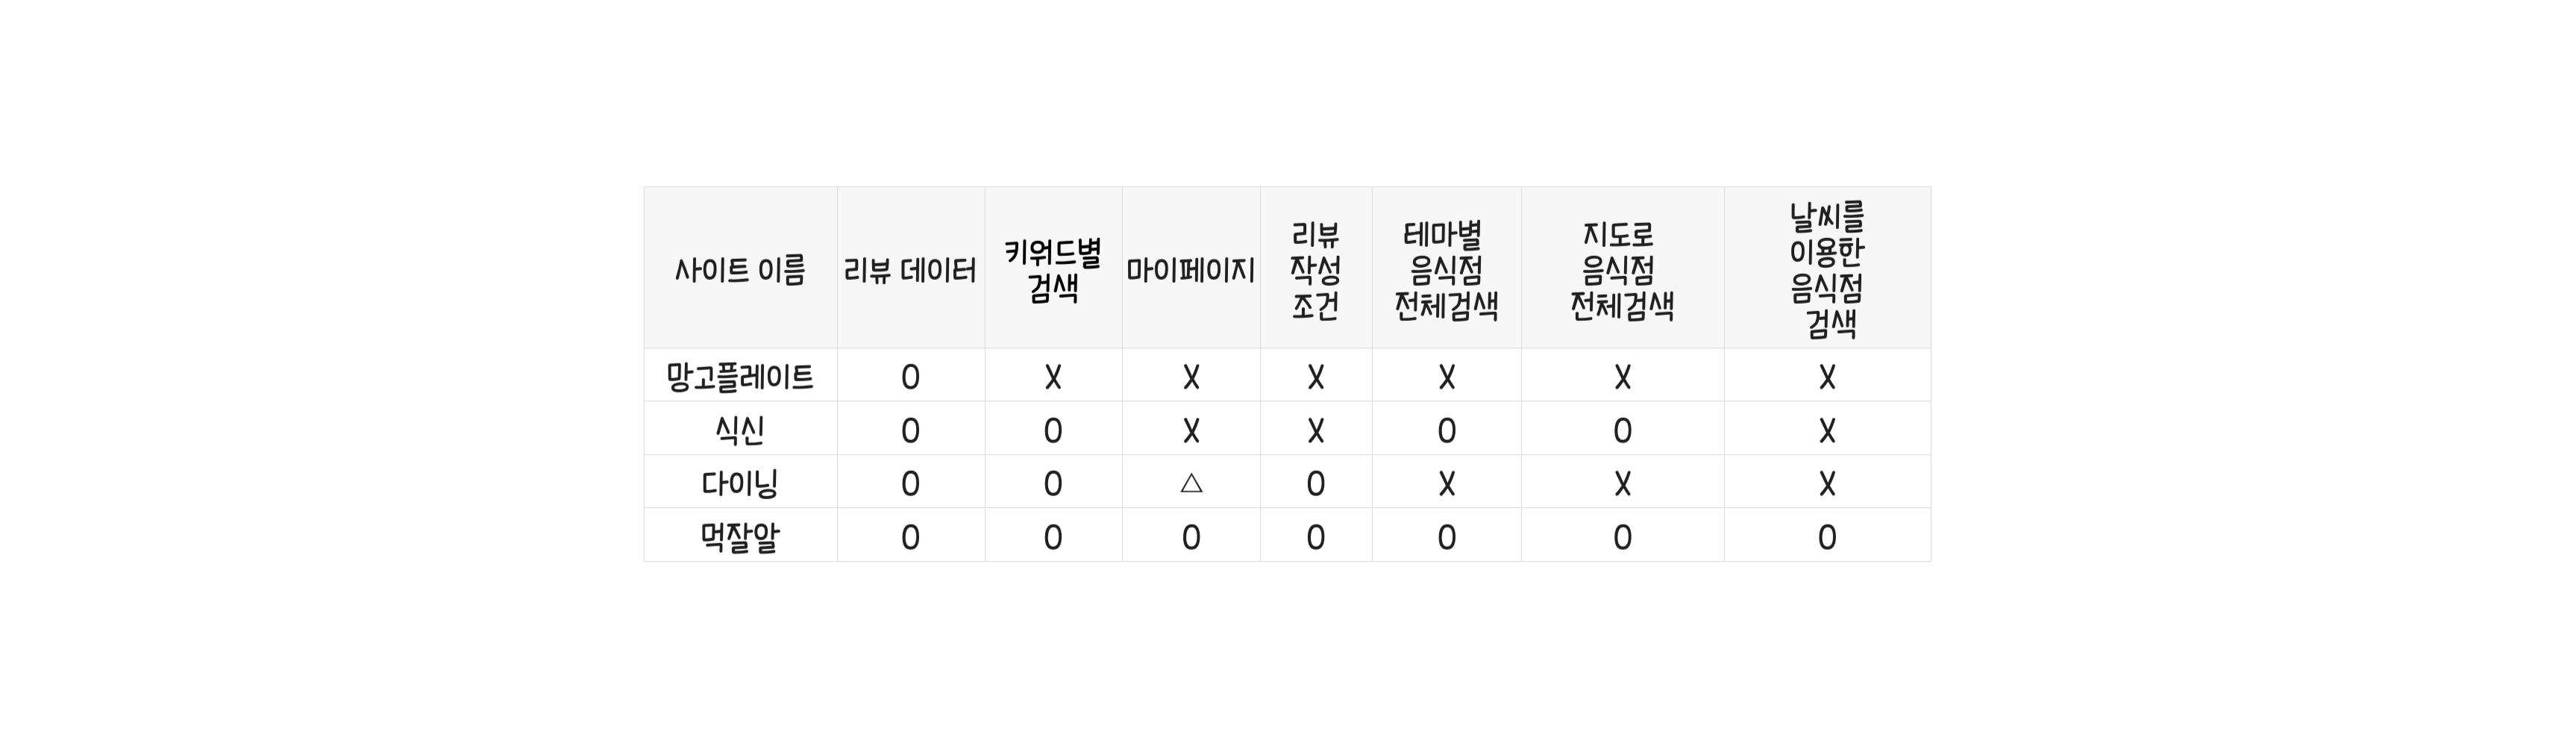 사이트 이름 리뷰 데이터 키워드별 검색 마이페이지 리뷰 작성 조건 테마별 음식점 전체검색 지도로 음식점 전체검색 날씨를 이용한 음식점 검색
망고플레이트 O X X X X X X
식신 O O X X O O X
다이닝 O O △ O X X X
먹잘알 O O O O O O O